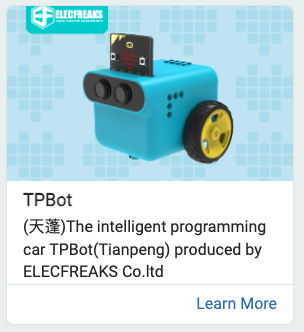 ELECFREAKS
TPBot
(天蓬)The intelligent programming
car TPBot(Tianpeng) produced by
ELECFREAKS Co.ltd
Learn More